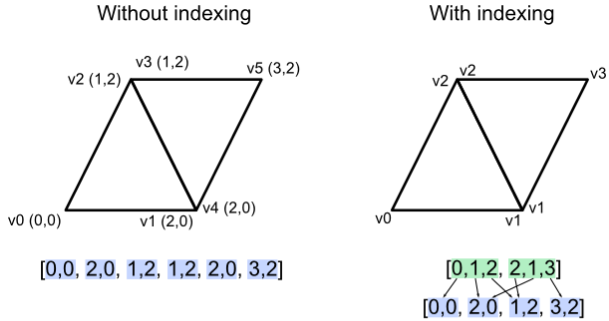 Without indexing
v3 (1,2)
v2 (1,2)
v5 (3,2)
v0 (0,0)
v1 (2,0)
v4 (2,0)
[0,0, 2,0, 1,2, 1,2, 2,0, 3,2]
With indexing
v2
v2
v3
v0
v1
v1
[0,1,2, 2,1,3]
[0,0, 2,0, 1,2, 3,2]